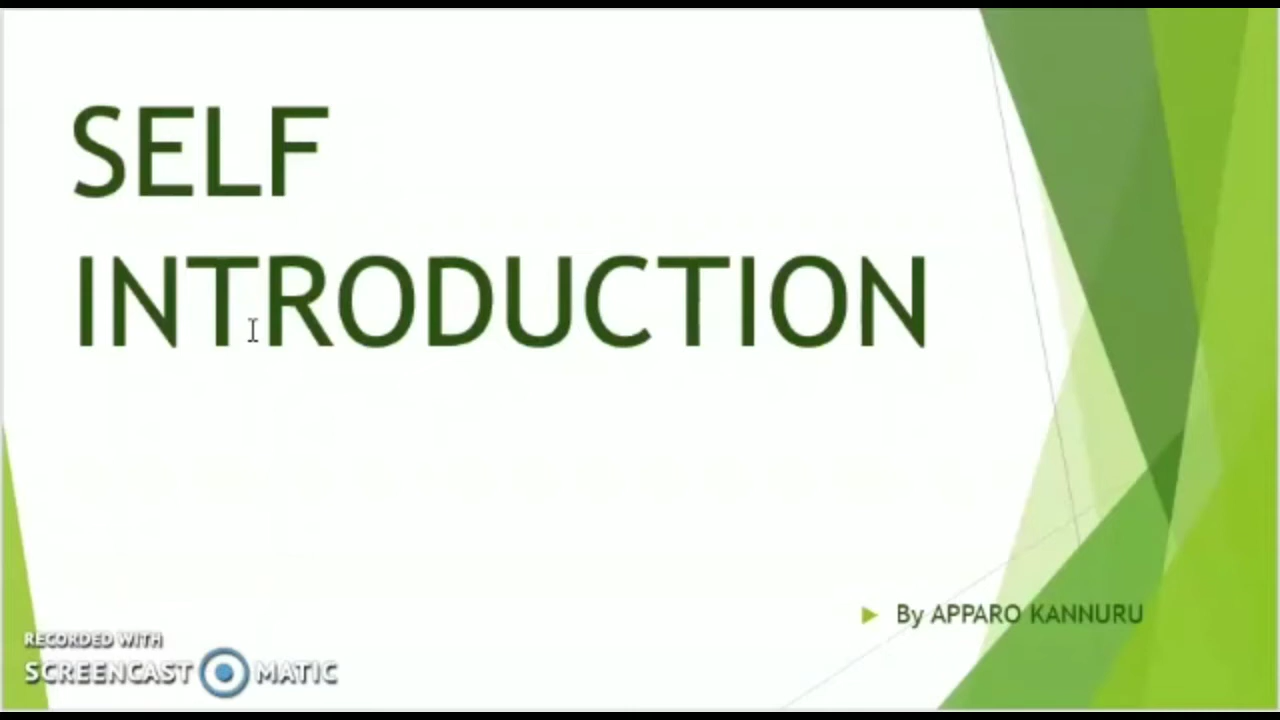 SELF
INTRODUCTION
By APPARO KANNURU
RECORDED WITH
SCREENCAST MATIC